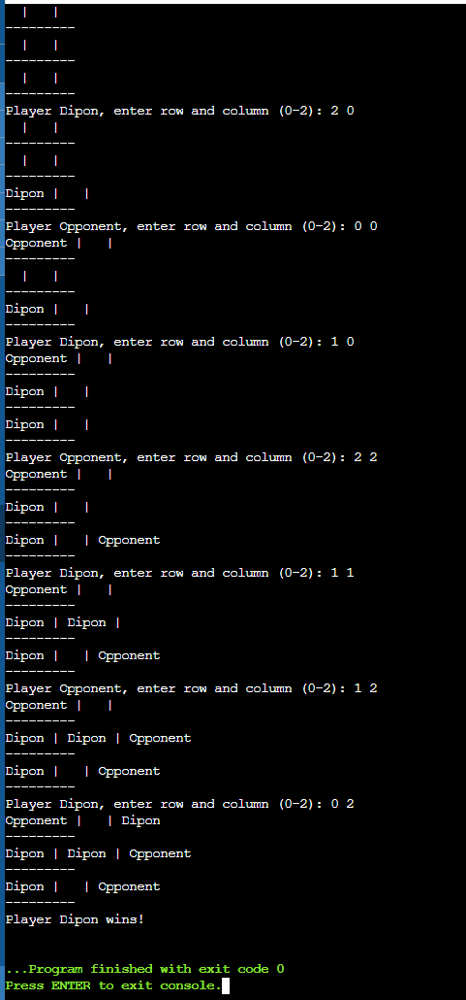 |   |
---------
  |   |
---------
  |   |
---------
Player Dipon, enter row and column (0-2): 2 0
  |   |
---------
  |   |
---------
Dipon |   |
---------
Player Opponent, enter row and column (0-2): 0 0
Opponent |   |
---------
  |   |
---------
Dipon |   |
---------
Player Dipon, enter row and column (0-2): 1 0
Opponent |   |
---------
Dipon |   |
---------
Dipon |   |
---------
Player Opponent, enter row and column (0-2): 2 2
Opponent |   |
---------
Dipon |   |
---------
Dipon |   | Opponent
---------
Player Dipon, enter row and column (0-2): 1 1
Opponent |   |
---------
Dipon | Dipon |
---------
Dipon |   | Opponent
---------
Player Opponent, enter row and column (0-2): 1 2
Opponent |   |
---------
Dipon | Dipon | Opponent
---------
Dipon |   | Opponent
---------
Player Dipon, enter row and column (0-2): 0 2
Opponent |   | Dipon
---------
Dipon | Dipon | Opponent
---------
Dipon |   | Opponent
---------
Player Dipon wins!
...Program finished with exit code 0
Press ENTER to exit console.